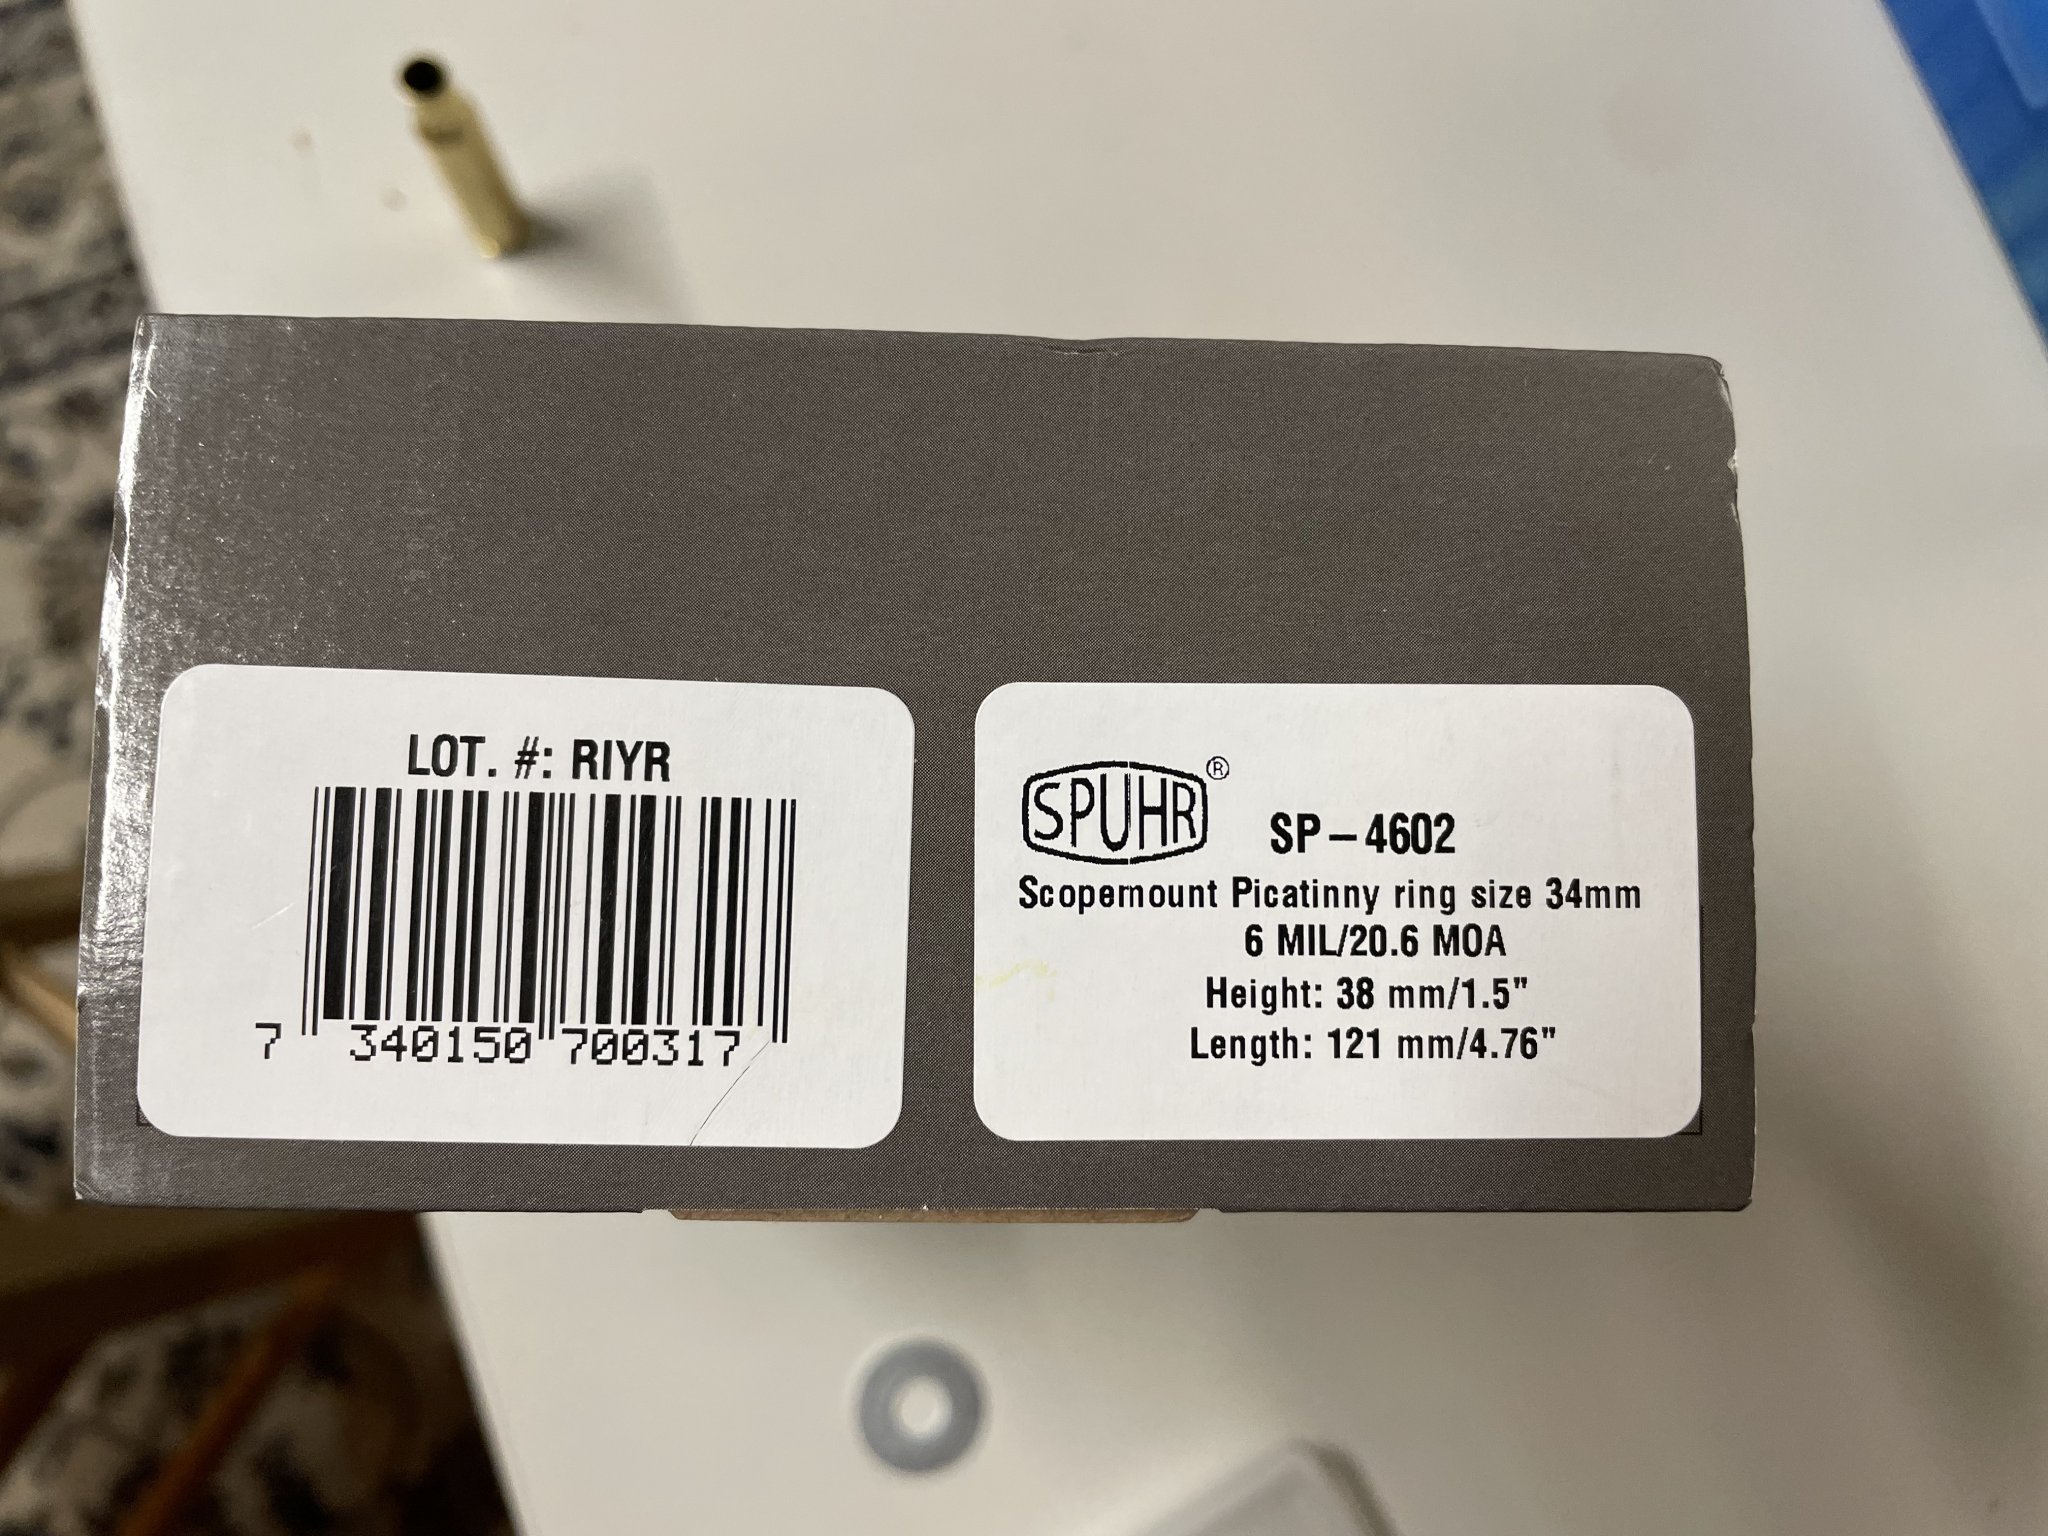 LOT. #: RIYR
7 340150 700317
SPUHR®
SP-4602
Scopemount Picatinny ring size 34mm
6 MIL/20.6 MOA
Height: 38 mm/1.5"
Length: 121 mm/4.76"